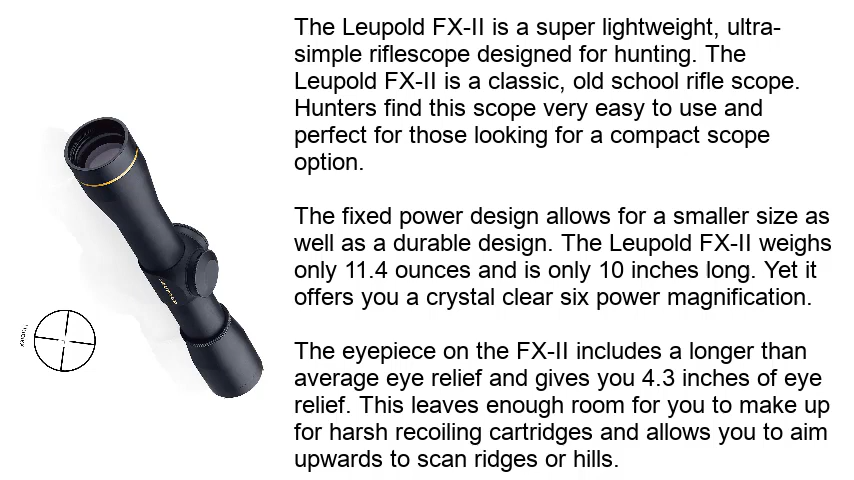 The Leupold FX-II is a super lightweight, ultra-
simple riflescope designed for hunting. The
Leupold FX-II is a classic, old school rifle scope.
Hunters find this scope very easy to use and
perfect for those looking for a compact scope
option.
The fixed power design allows for a smaller size as
well as a durable design. The Leupold FX-II weighs
only 11.4 ounces and is only 10 inches long. Yet it
offers you a crystal clear six power magnification.
The eyepiece on the FX-II includes a longer than
average eye relief and gives you 4.3 inches of eye
relief. This leaves enough room for you to make up
for harsh recoiling cartridges and allows you to aim
upwards to scan ridges or hills.
LEUPOLD